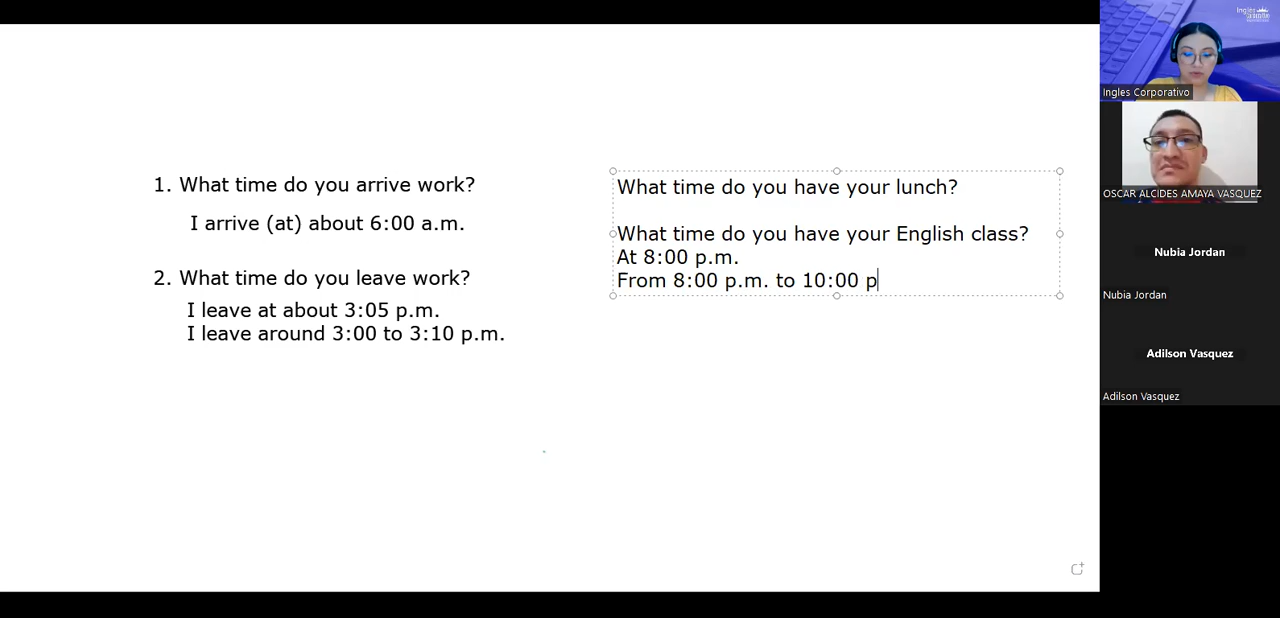 1. What time do you arrive work?
I arrive (at) about 6:00 a.m.
2. What time do you leave work?
I leave at about 3:05 p.m.
I leave around 3:00 to 3:10 p.m.
What time do you have your lunch?
What time do you have your English class?
At 8:00 p.m.
From 8:00 p.m. to 10:00 p
Ingles Corporativo
OSCAR ALCIDES AMAYA VASQUEZ
Nubia Jordan
Nubia Jordan
Adilson Vasquez
Adilson Vasquez